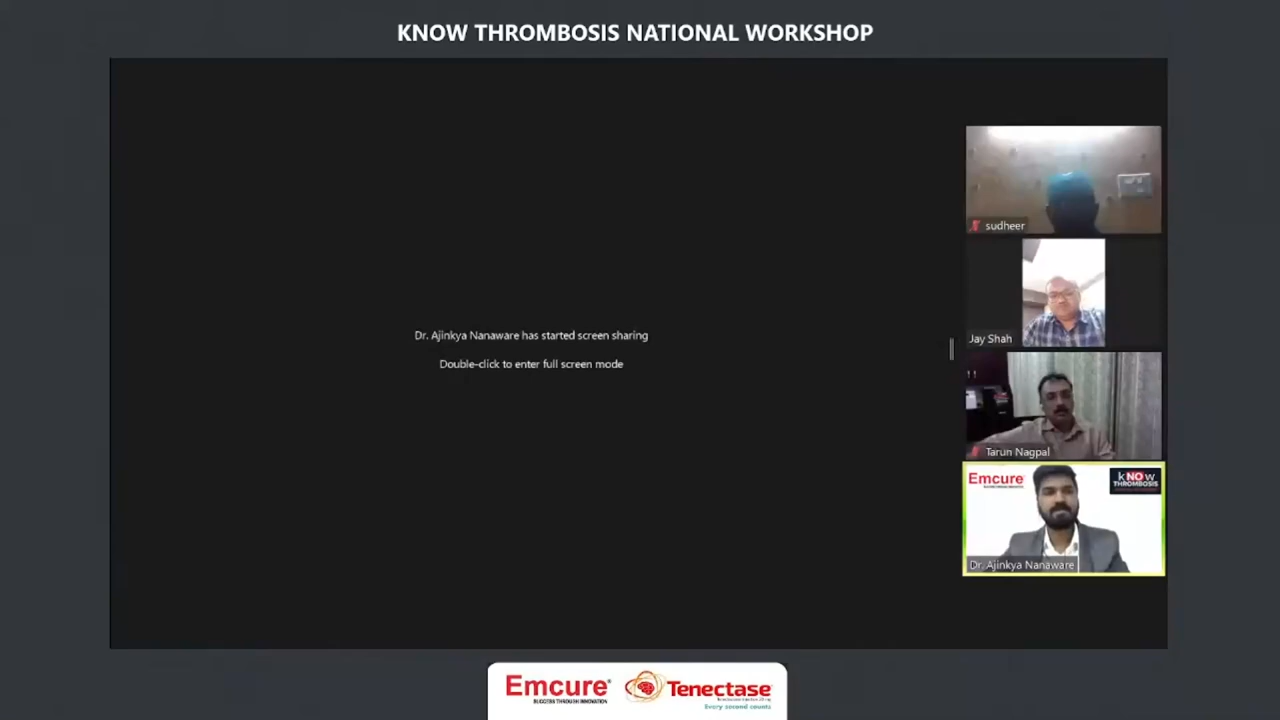 KNOW THROMBOSIS NATIONAL WORKSHOP
Dr. Ajinkya Nanaware has started screen sharing
Double-click to enter full screen mode
sudheer
Jay Shah
Tarun Nagpal
Emcure
kNOw
THROMBOSIS
Dr. Ajinkya Nanaware
Emcure®
SUCCESS THROUGH INNOVATION
Tenectase
Every second counts